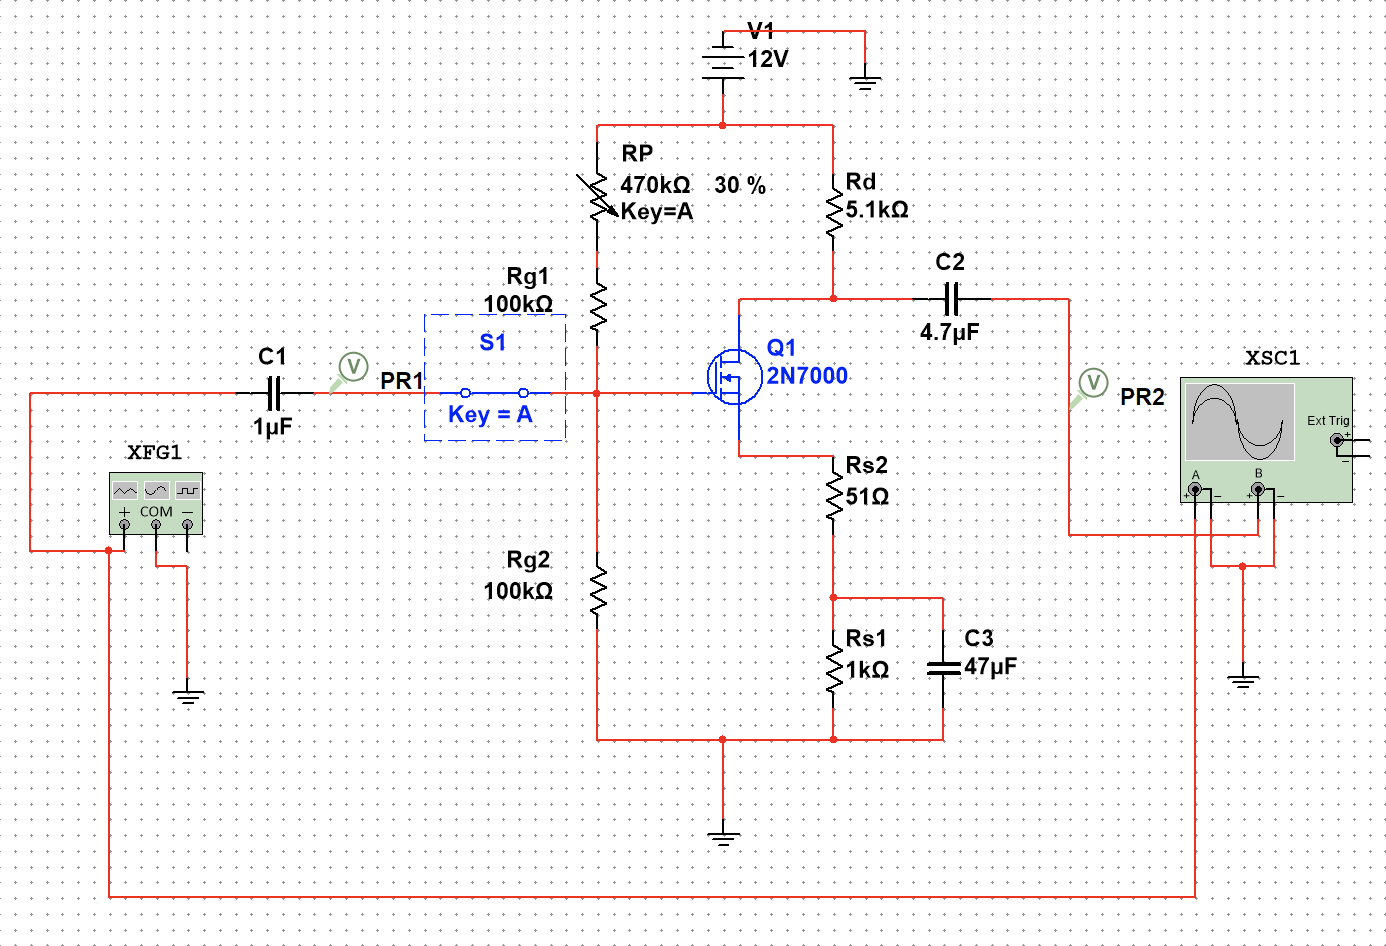 V1
12V
RP
470kΩ 30 %
Key=A
Rd
5.1kΩ
Rg1
100kΩ
C2
4.7µF
S1
Q1
2N7000
C1
1µF
V
PR1
Key = A
V
PR2
XSC1
Ext Trig
+
−
A
B
+ − + −
XFG1
+ COM −
Rs2
51Ω
Rg2
100kΩ
Rs1
1kΩ
C3
47µF